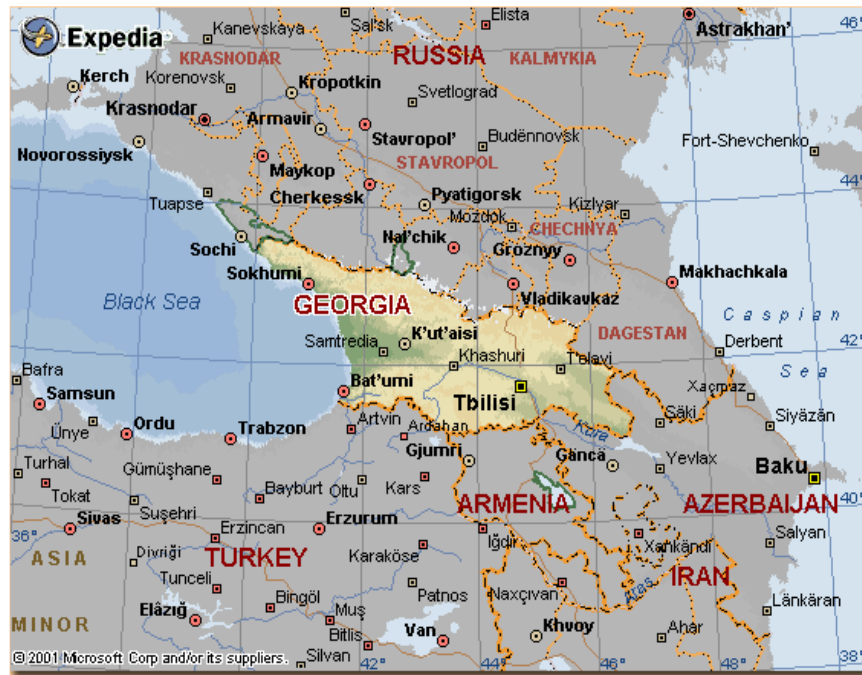 Expedia
Kanevskaya
Sal'sk
Elista
46°
Astrakhan'
KRASNODAR
RUSSIA
KALMYKIA
Kerch
Korenovsk
Kropotkin
Svetlograd
Krasnodar
Armavir
Stavropol'
Budënnovsk
Fort-Shevchenko
Novorossiysk
Maykop
STAVROPOL
44°
Tuapse
Cherkessk
Pyatigorsk
Mozdok
Kizlyar
CHECHNYA
Sochi
Nal'chik
Groznyy
Sokhumi
Vladikavkaz
Makhachkala
Black Sea
GEORGIA
Caspian
Sea
DAGESTAN
Samtredia
K'ut'aisi
Khashuri
T'elavi
Derbent
42°
Bafra
Samsun
Bat'umi
Tbilisi
Xaçmaz
Ünye
Ordu
Trabzon
Artvin
Ardahan
Kura
Säki
Siyäzän
Turhal
Gümüşhane
Gjumri
Gäncä
Yevlax
Baku
Tokat
Bayburt
Oltu
Kars
Suşehri
ARMENIA
AZERBAIJAN
40°
Sivas
Erzincan
Erzurum
Iğdir
Xankändi
Salyan
36°
ASIA
Divriği
TURKEY
Karaköse
IRAN
Tunceli
Bingöl
Patnos
Naxçıvan
Aras
Länkäran
Elâzığ
Muş
MINOR
Bitlis
Van
Khvoy
Ahar
© 2001 Microsoft Corp and/or its suppliers.
Silvan
42°
44°
46°
48°
38°